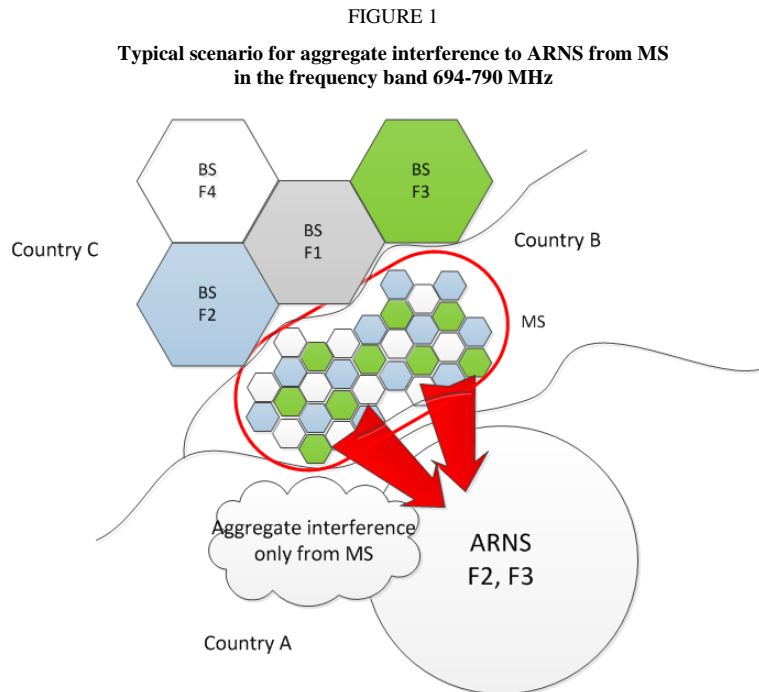 FIGURE 1
Typical scenario for aggregate interference to ARNS from MS
in the frequency band 694-790 MHz
BS
F4
BS
F3
BS
F1
Country B
Country C
BS
F2
MS
Aggregate interference
only from MS
ARNS
F2, F3
Country A